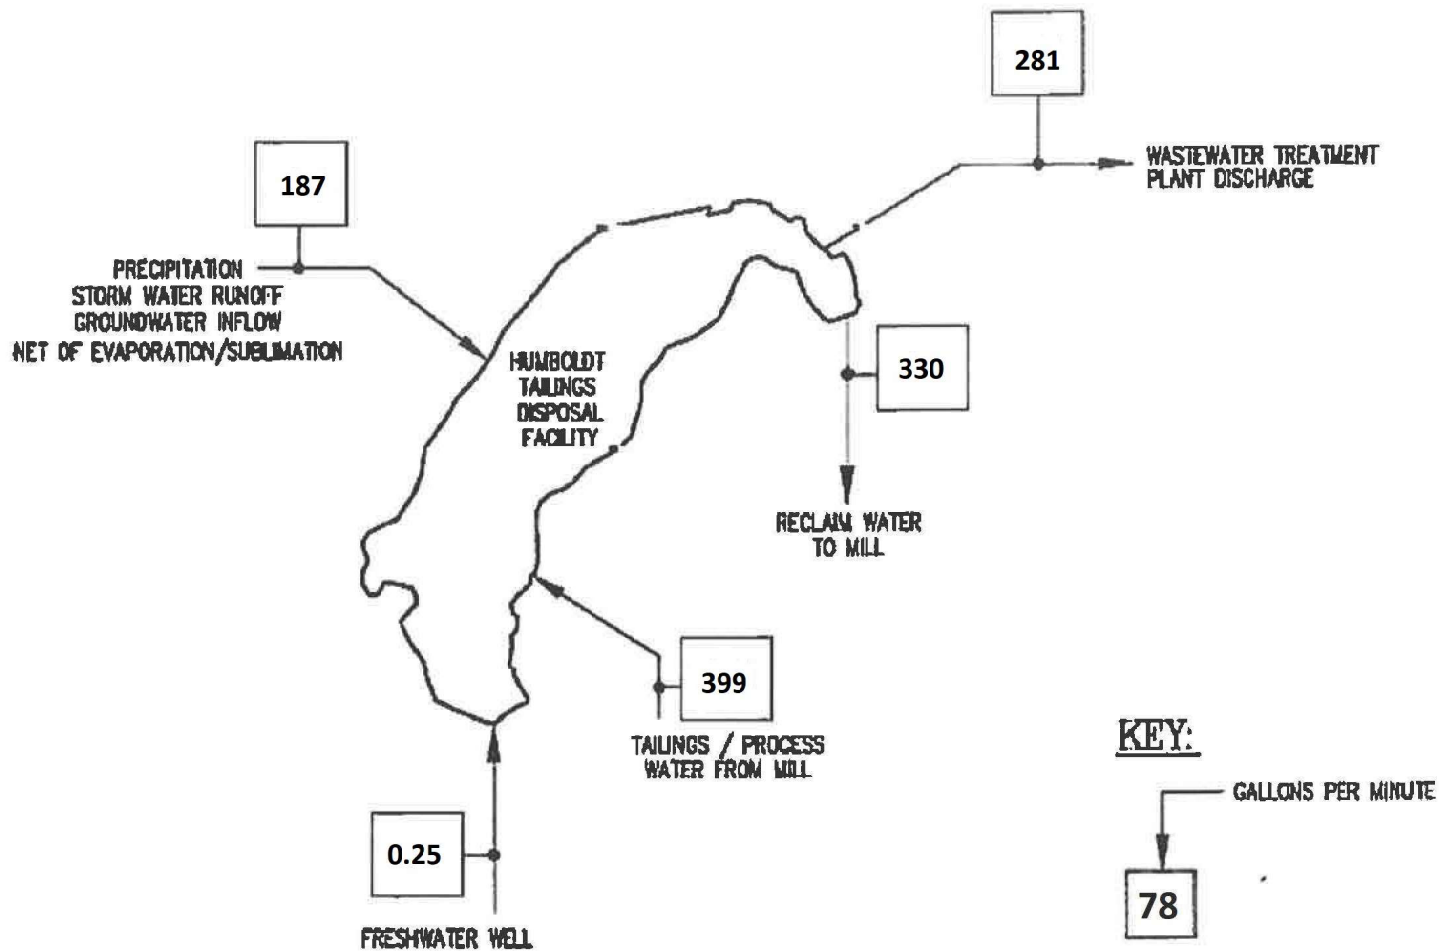 281
WASTEWATER TREATMENT
PLANT DISCHARGE
187
PRECIPITATION
STORM WATER RUNOFF
GROUNDWATER INFLOW
NET OF EVAPORATION/SUBLIMATION
HUMBOLDT
TAILINGS
DISPOSAL
FACILITY
330
RECLAIM WATER
TO MILL
399
TAILINGS / PROCESS
WATER FROM MILL
0.25
FRESHWATER WELL
KEY:
GALLONS PER MINUTE
78